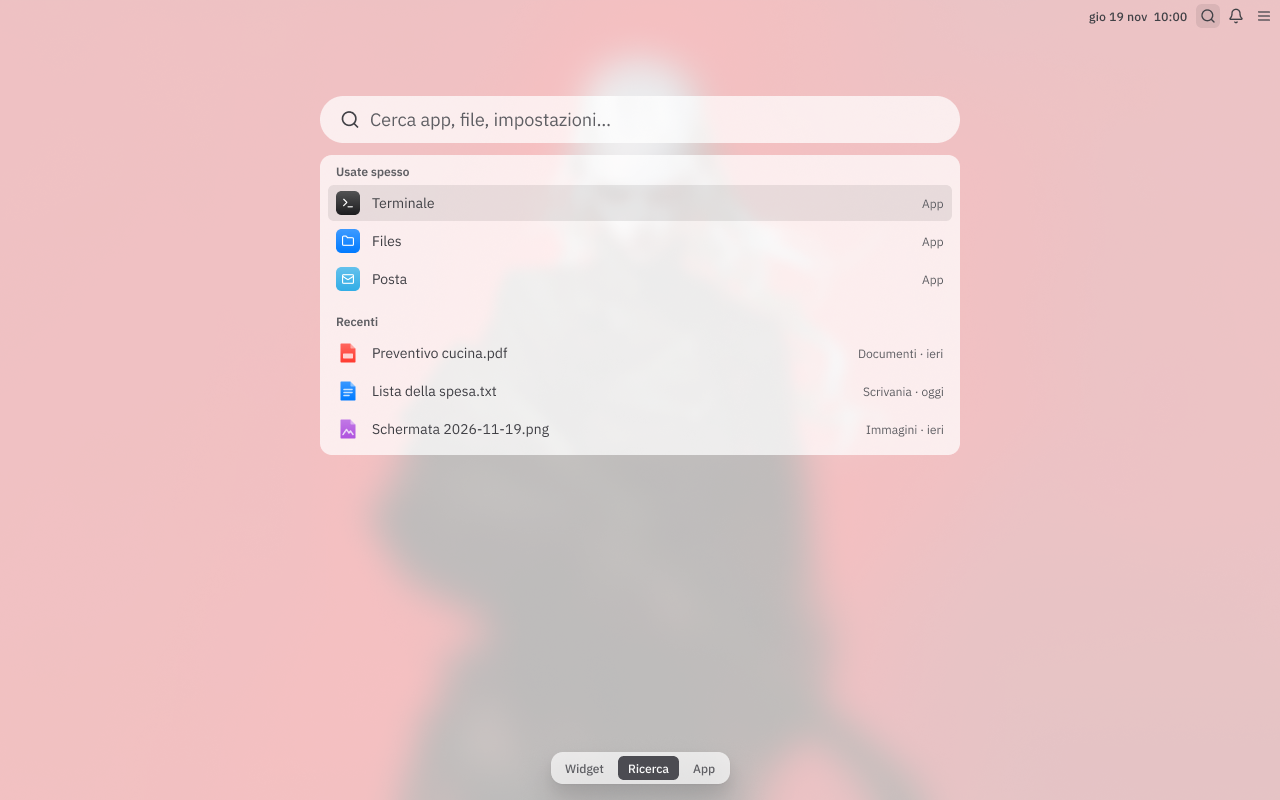 gio 19 nov 10:00
Cerca app, file, impostazioni...
Usate spesso
Terminale App
Files App
Posta App
Recenti
Preventivo cucina.pdf Documenti · ieri
Lista della spesa.txt Scrivania · oggi
Schermata 2026-11-19.png Immagini · ieri
Widget Ricerca App